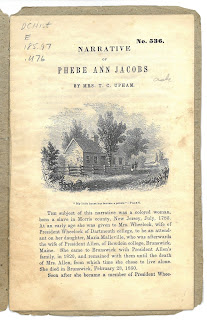 No. 536.
NARRATIVE
OF
PHEBE ANN JACOBS
BY MRS. T. C. UPHAM.
THE subject of this narrative was a colored woman,
born a slave in Morris county, New Jersey, July, 1786.
At an early age she was given to Mrs. Wheelock, wife of
President Wheelock of Dartmouth college, to be an attend-
ant on her daughter, Maria Malleville, who was afterwards
the wife of President Allen, of Bowdoin college, Brunswick,
Maine. She came to Brunswick with President Allen's
family, in 1820, and remained with them until the death of
Mrs. Allen, from which time she chose to live alone.
She died in Brunswick, February 28, 1850.
Soon after she became a member of President Whee-